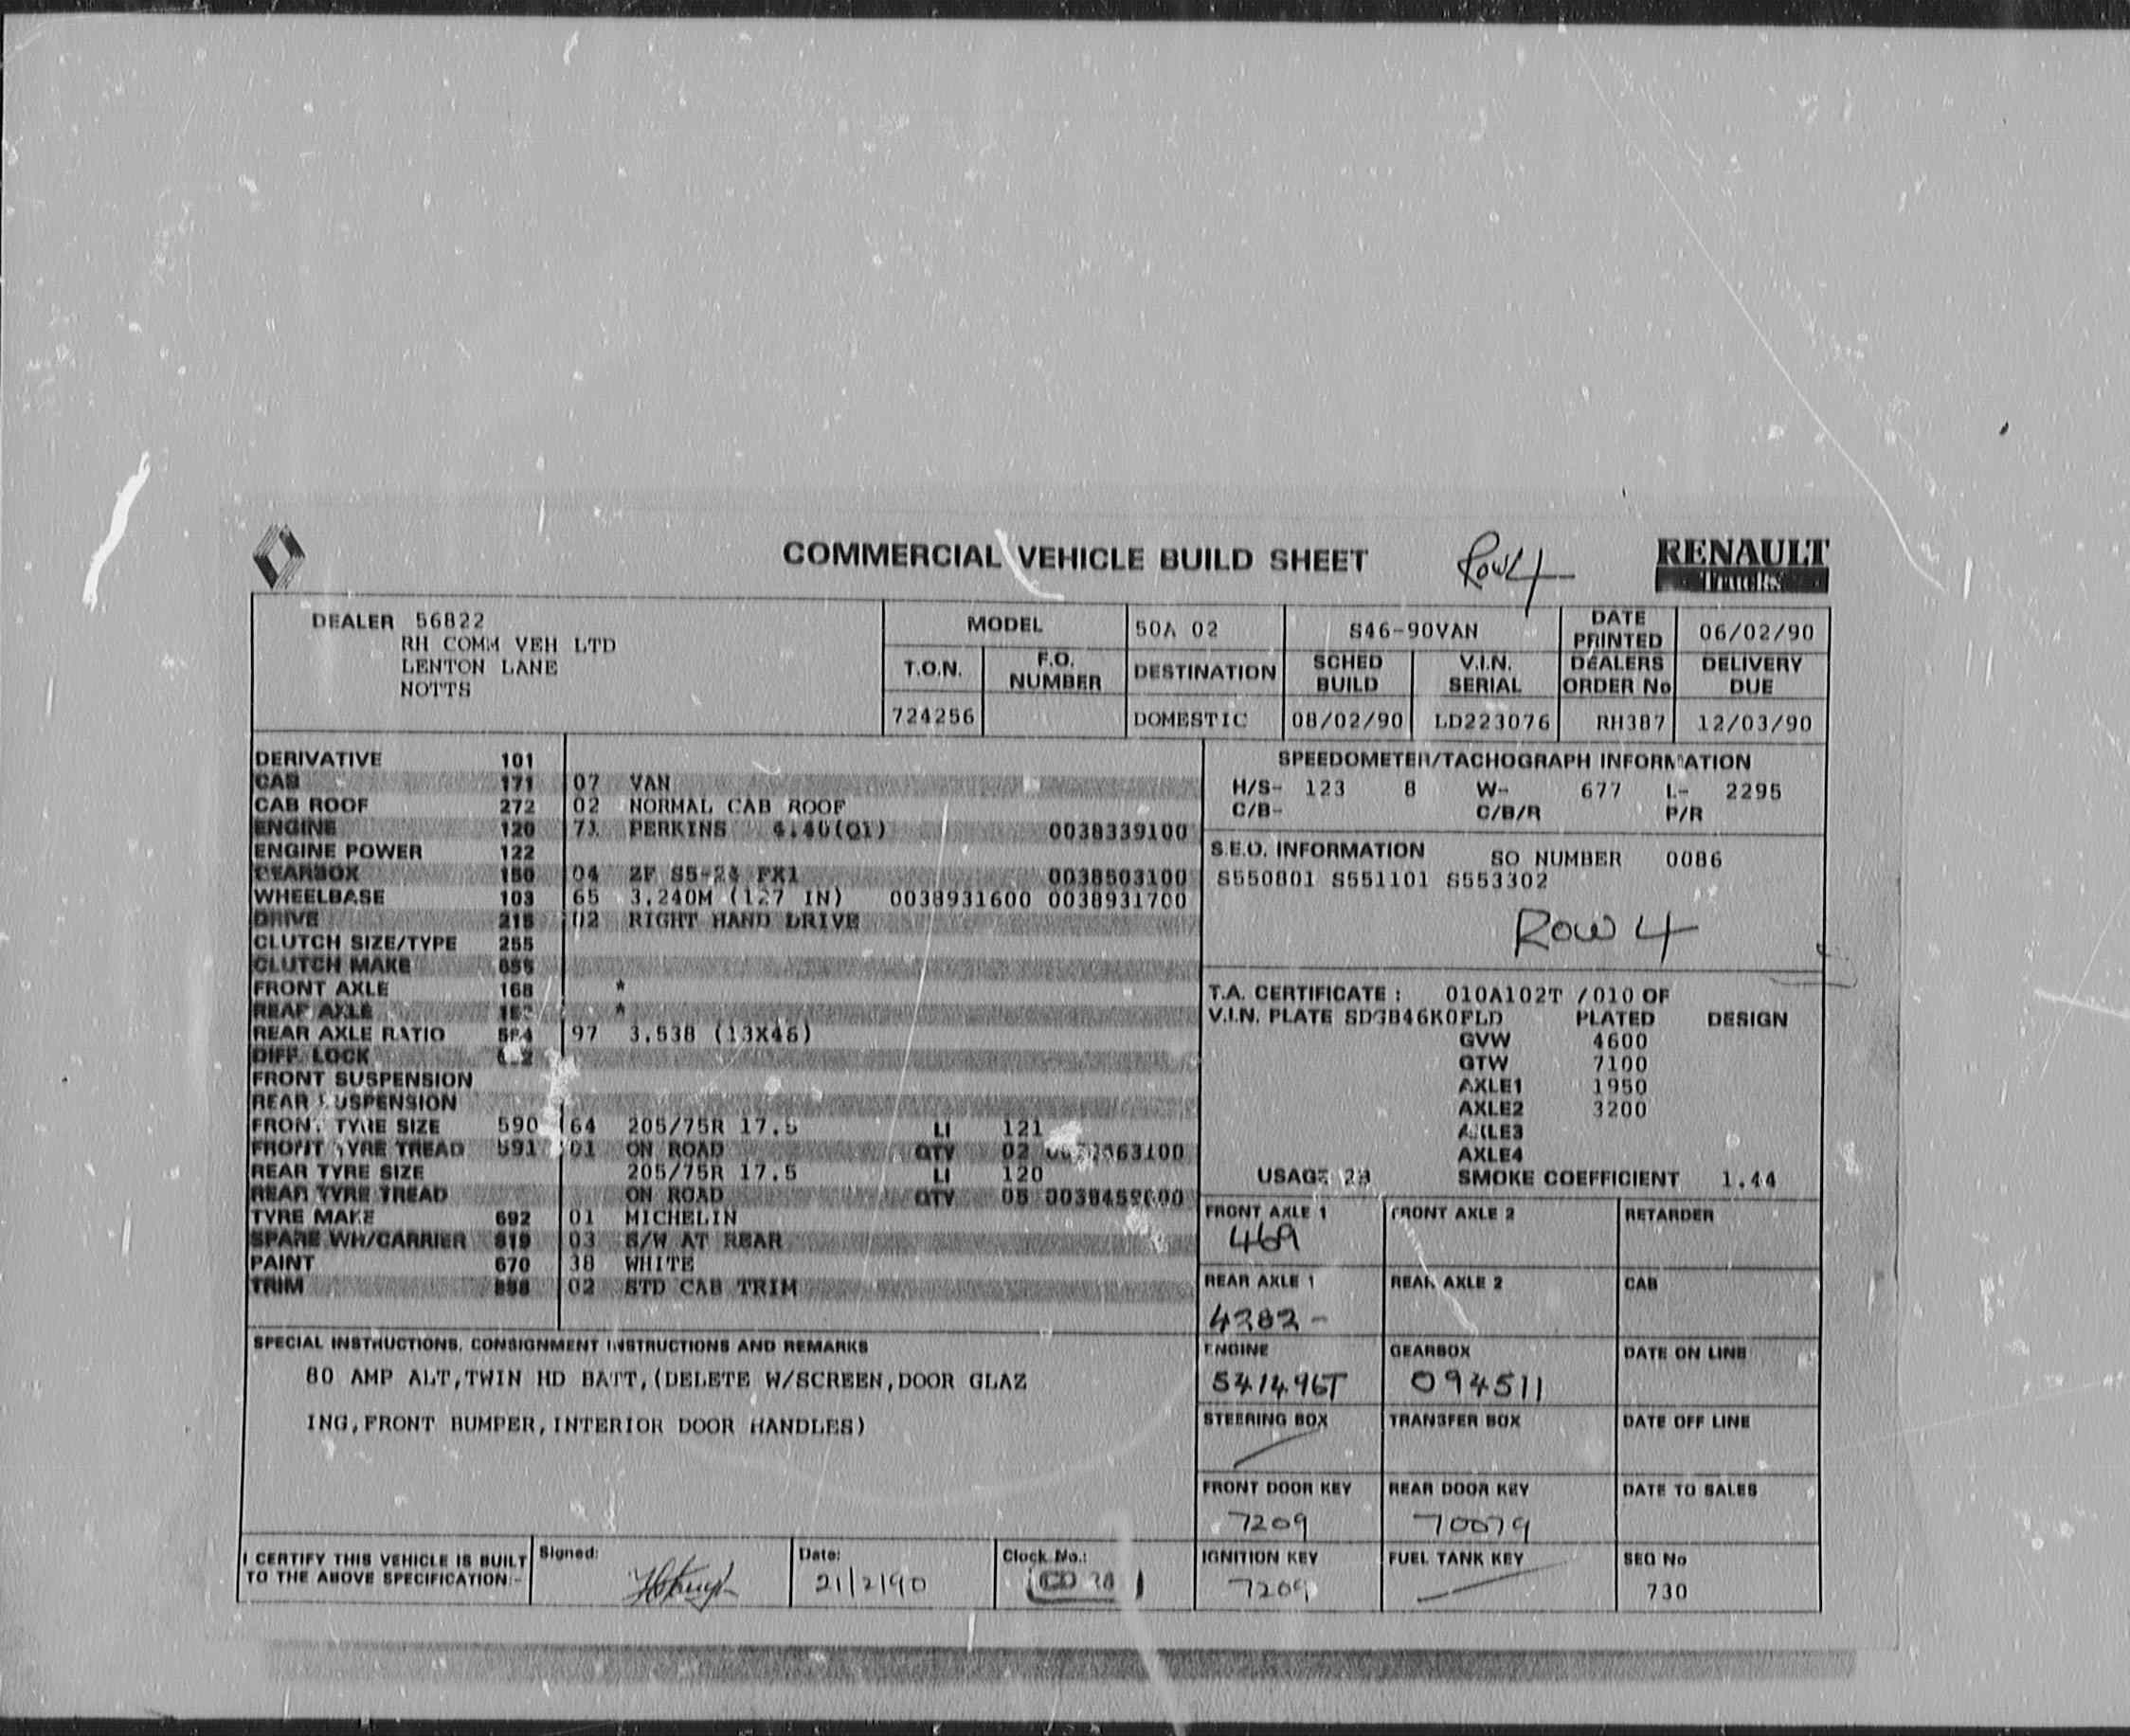 COMMERCIAL VEHICLE BUILD SHEET Row 4 RENAULT
Trucks
DEALER 56822
RH COMM VEH LTD
LENTON LANE
NOTTS
MODEL 50A 02 S46-90VAN DATE PRINTED 06/02/90
T.O.N. F.O. NUMBER DESTINATION SCHED BUILD V.I.N. SERIAL DEALERS ORDER No DELIVERY DUE
724256 DOMESTIC 08/02/90 LD223076 RH387 12/03/90
DERIVATIVE 101
CAB 171 07 VAN
CAB ROOF 272 02 NORMAL CAB ROOF
ENGINE 120 71 PERKINS 4.40(01) 0038339100
ENGINE POWER 122
GEARBOX 150 04 ZF S5-24 FX1 0038503100
WHEELBASE 103 65 3.240M (127 IN) 0038931600 0038931700
DRIVE 215 02 RIGHT HAND DRIVE
CLUTCH SIZE/TYPE 255
CLUTCH MAKE
FRONT AXLE 168 *
REAR AXLE *
REAR AXLE RATIO 97 3.538 (13X46)
DIFF. LOCK
FRONT SUSPENSION
REAR SUSPENSION
FRONT TYRE SIZE 590 64 205/75R 17.5 LI 121
FRONT TYRE TREAD 591 01 ON ROAD QTY 02
REAR TYRE SIZE 205/75R 17.5 LI 120
REAR TYRE TREAD ON ROAD QTY 05
TYRE MAKE 692 01 MICHELIN
SPARE WH/CARRIER 619 03 S/W AT REAR
PAINT 670 38 WHITE
TRIM 02 STD CAB TRIM
SPECIAL INSTRUCTIONS, CONSIGNMENT INSTRUCTIONS AND REMARKS
80 AMP ALT,TWIN HD BATT,(DELETE W/SCREEN,DOOR GLAZ
ING,FRONT BUMPER,INTERIOR DOOR HANDLES)
SPEEDOMETER/TACHOGRAPH INFORMATION
H/S- 123 8 W- 677 L- 2295
C/B- C/B/R P/R
S.E.O. INFORMATION SO NUMBER 0086
S550801 S551101 S553302
Row 4
T.A. CERTIFICATE : 010A102T /010 OF
V.I.N. PLATE SDGB46K0FLD PLATED DESIGN
GVW 4600
GTW 7100
AXLE1 1950
AXLE2 3200
AXLE3
AXLE4
USAGE SMOKE COEFFICIENT 1.44
FRONT AXLE 1 FRONT AXLE 2 RETARDER
469
REAR AXLE 1 REAR AXLE 2 CAB
4282 -
ENGINE GEARBOX DATE ON LINE
541496T 094511
STEERING BOX TRANSFER BOX DATE OFF LINE
FRONT DOOR KEY REAR DOOR KEY DATE TO SALES
7209 70079
IGNITION KEY FUEL TANK KEY SEQ No
7209 730
I CERTIFY THIS VEHICLE IS BUILT
TO THE ABOVE SPECIFICATION:-
Signed: Date: Clock No.:
21/2/90